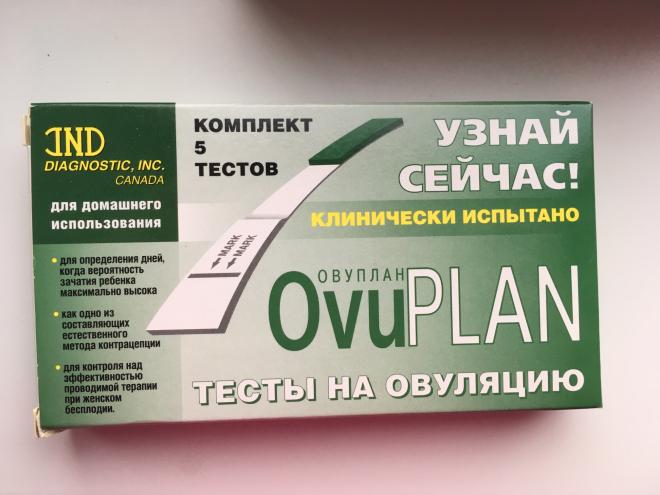 IND
DIAGNOSTIC, INC.
CANADA
для домашнего
использования
• для определения дней,
когда вероятность
зачатия ребенка
максимально высока
• как одно из
составляющих
естественного
метода контрацепции
• для контроля над
эффективностью
проводимой терапии
при женском
бесплодии.
КОМПЛЕКТ
5
ТЕСТОВ
MARK
MARK
УЗНАЙ
СЕЙЧАС!
КЛИНИЧЕСКИ ИСПЫТАНО
ОВУПЛАН
OvuPLAN
ТЕСТЫ НА ОВУЛЯЦИЮ